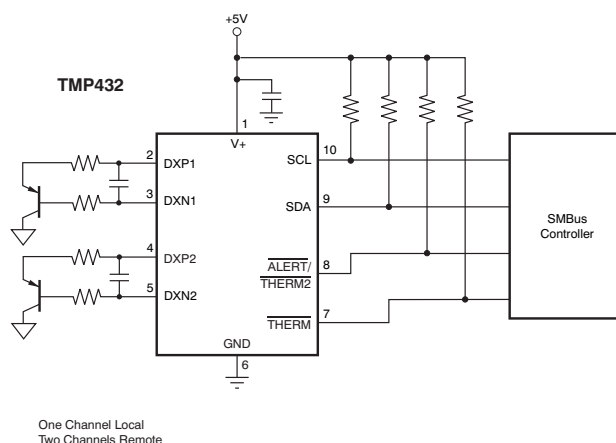 +5V
TMP432
1
V+
2 DXP1
3 DXN1
4 DXP2
5 DXN2
SCL 10
SDA 9
ALERT/ 8
THERM2
THERM 7
GND
6
SMBus
Controller
One Channel Local
Two Channels Remote